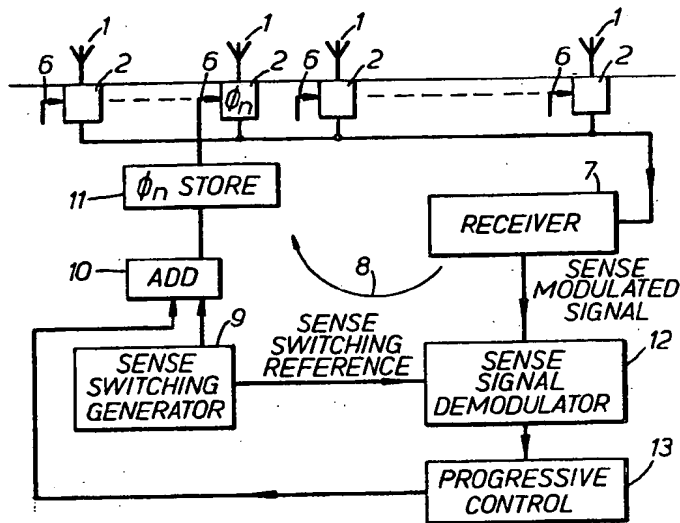 1 1 1 1
6 2 6 2 6 2 2
6
ϕn
ϕn STORE
11
7
RECEIVER
10
ADD
8
SENSE
MODULATED
SIGNAL
9
SENSE
SWITCHING
REFERENCE
12
SENSE
SWITCHING
GENERATOR
SENSE
SIGNAL
DEMODULATOR
13
PROGRESSIVE
CONTROL